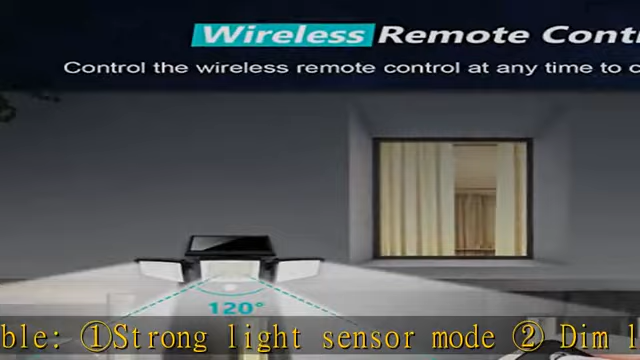 Wireless Remote Cont
Control the wireless remote control at any time to c
120°
ble: ①Strong light sensor mode ② Dim l